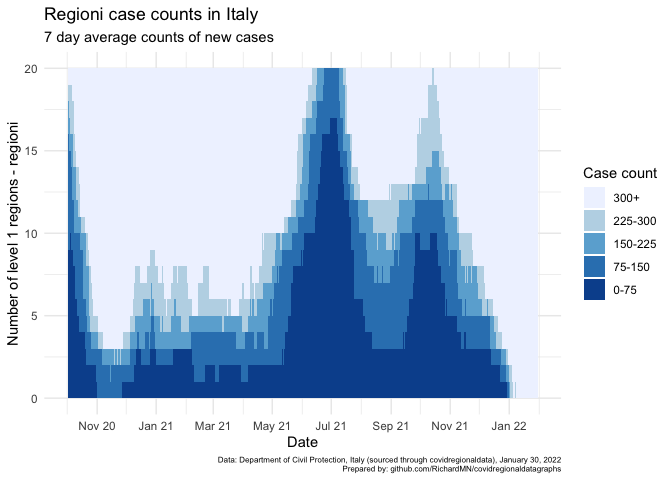 Regioni case counts in Italy
7 day average counts of new cases
Number of level 1 regions - regioni
20
15
10
5
0
Nov 20
Jan 21
Mar 21
May 21
Jul 21
Sep 21
Nov 21
Jan 22
Date
Case count
300+
225-300
150-225
75-150
0-75
Data: Department of Civil Protection, Italy (sourced through covidregionaldata), January 30, 2022
Prepared by: github.com/RichardMN/covidregionaldatagraphs